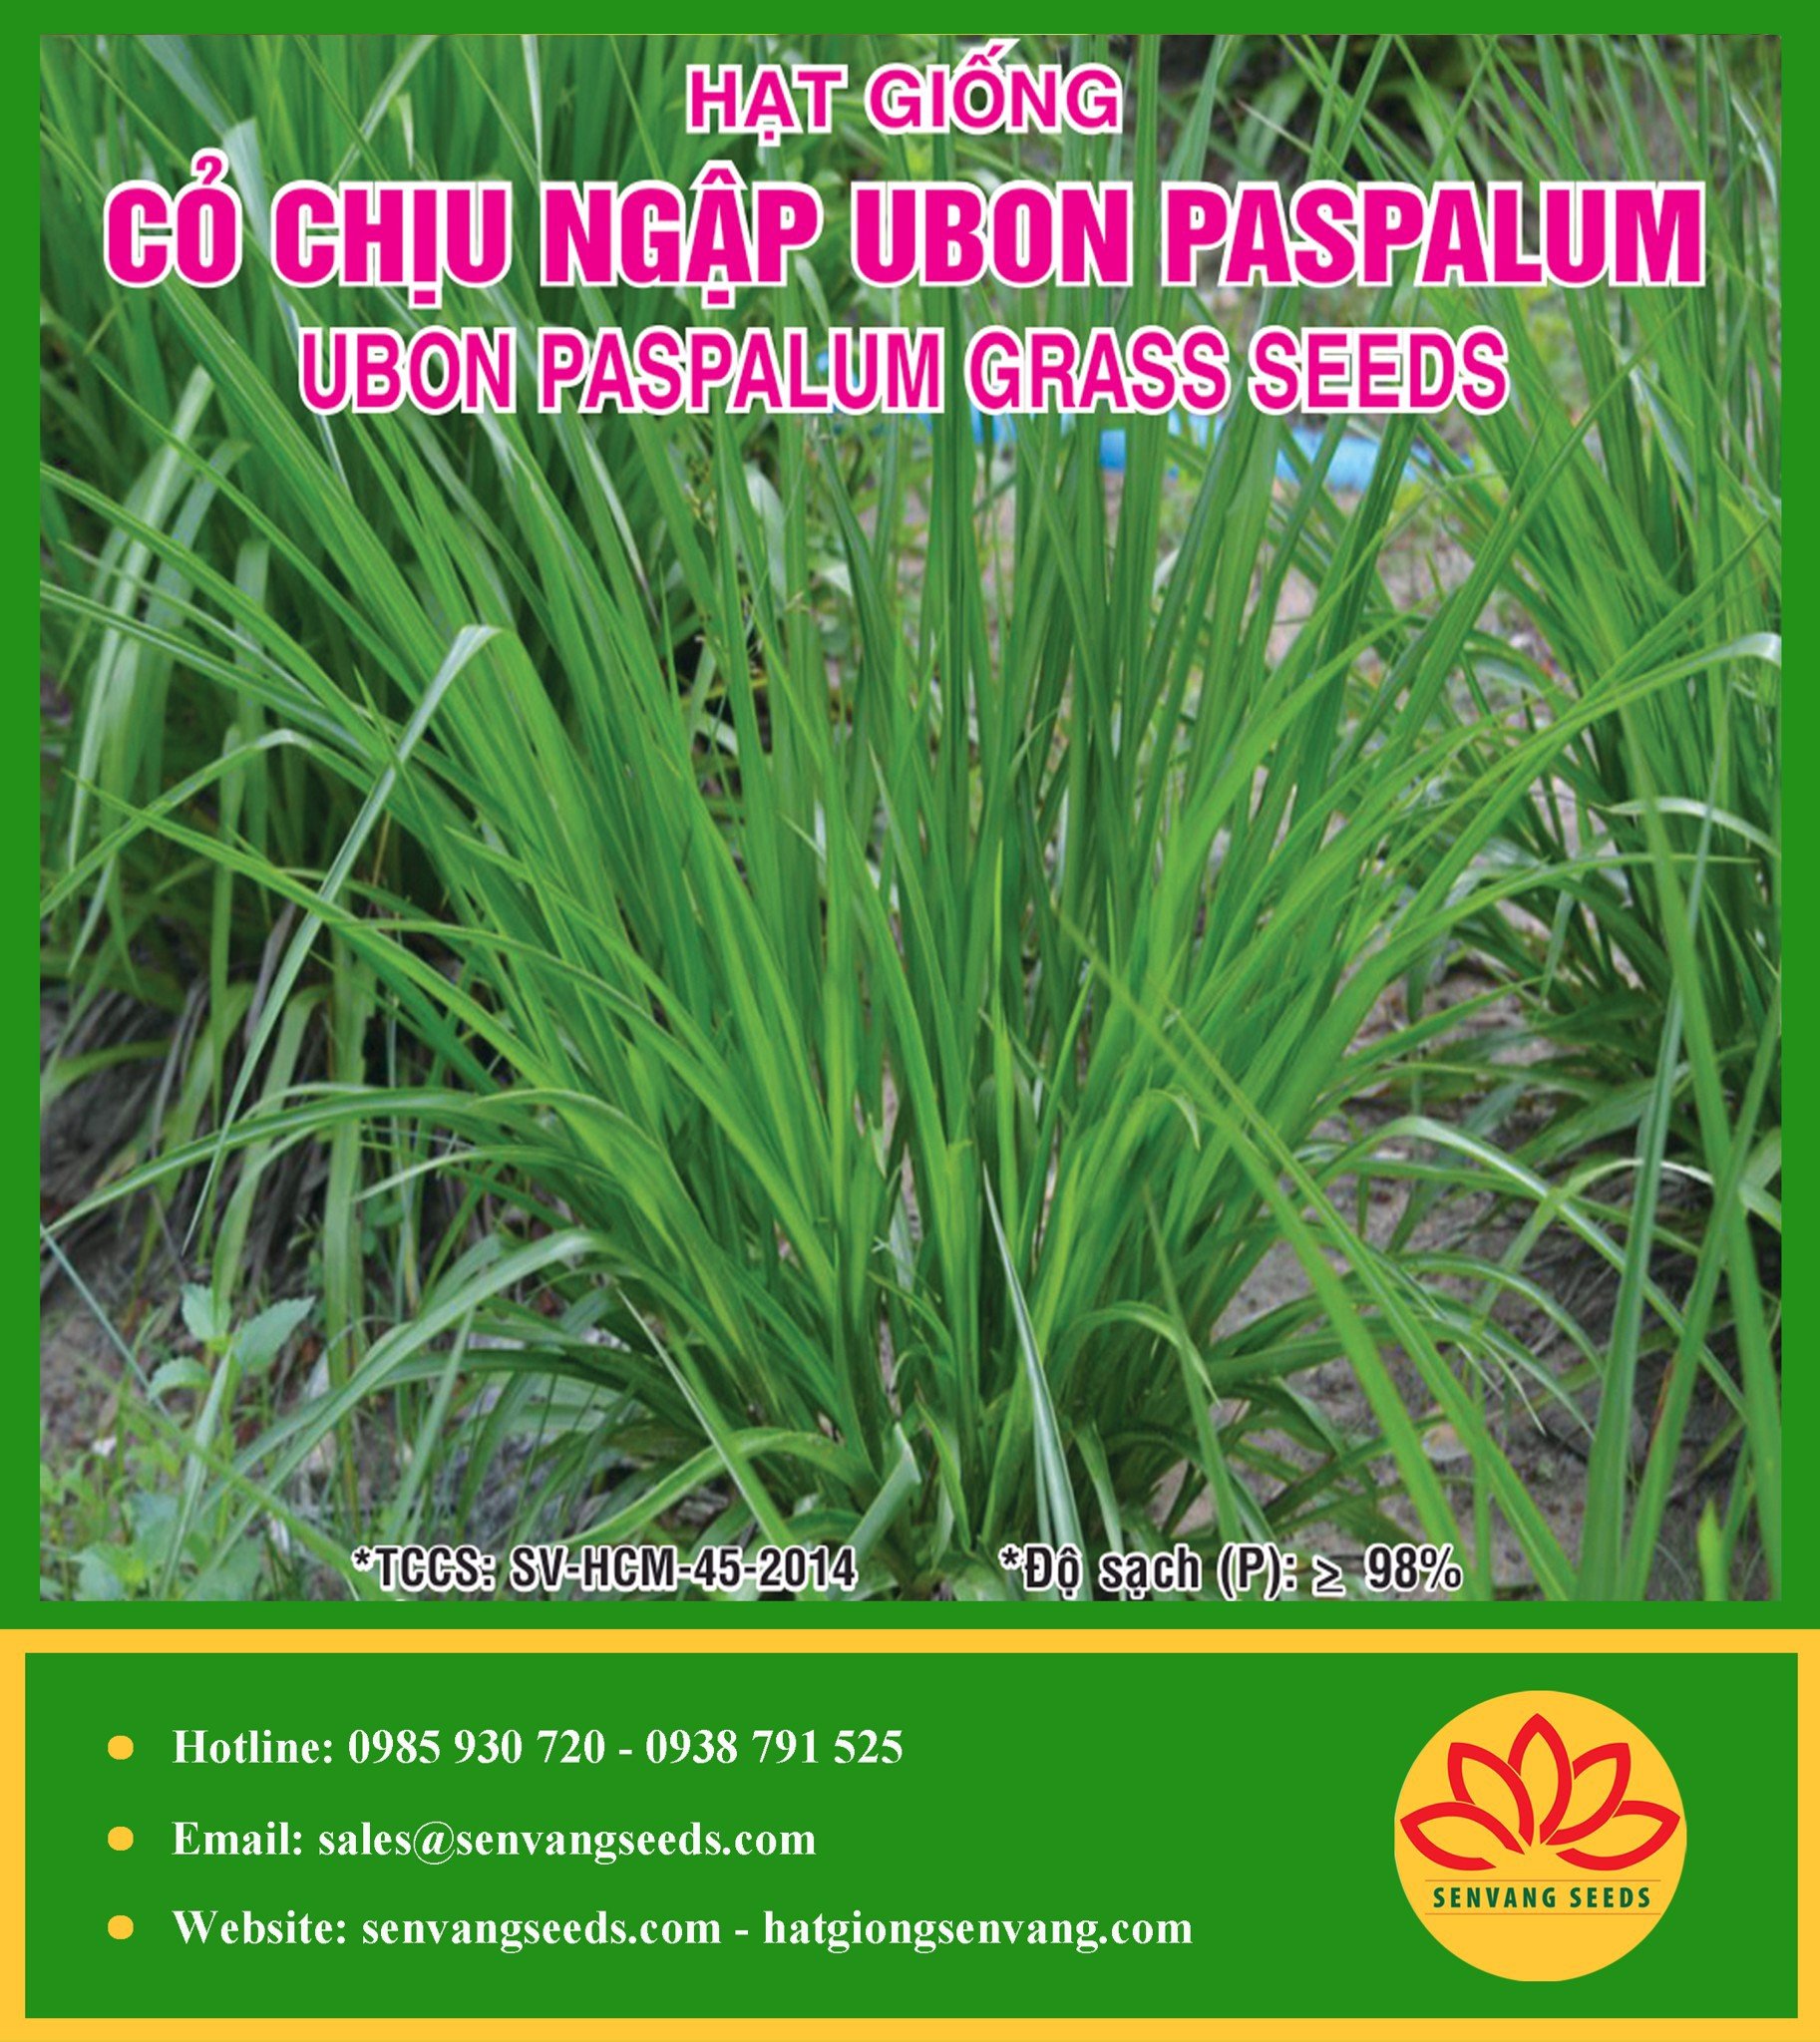 HẠT GIỐNG
CỎ CHỊU NGẬP UBON PASPALUM
UBON PASPALUM GRASS SEEDS
*TCCS: SV-HCM-45-2014 *Độ sạch (P): ≥ 98%
Hotline: 0985 930 720 - 0938 791 525
Email: sales@senvangseeds.com
Website: senvangseeds.com - hatgiongsenvang.com
SENVANG SEEDS